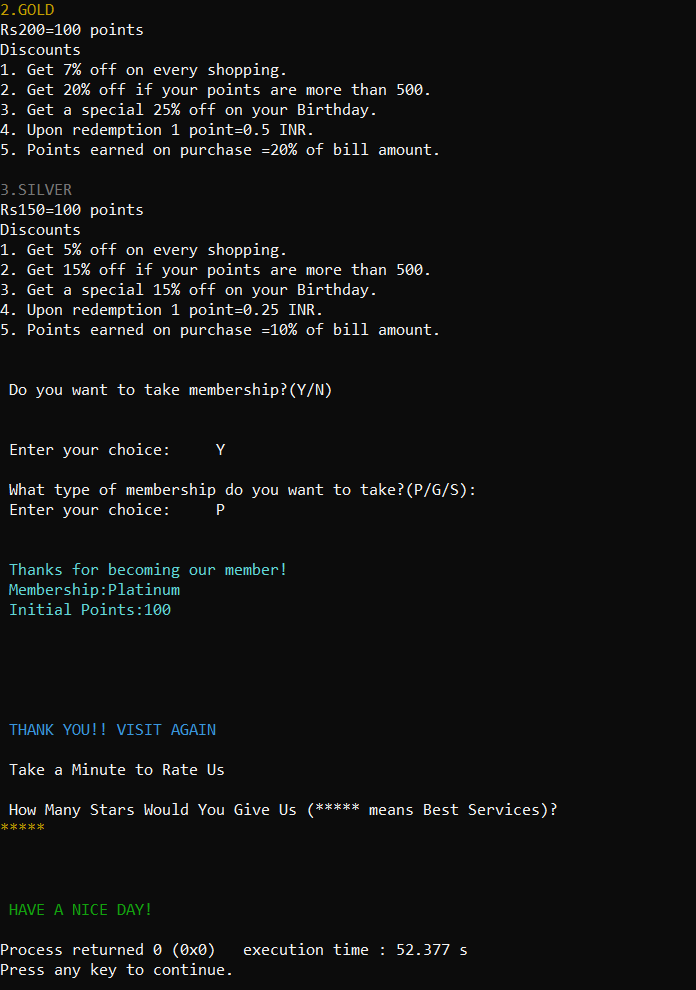 2.GOLD
Rs200=100 points
Discounts
1. Get 7% off on every shopping.
2. Get 20% off if your points are more than 500.
3. Get a special 25% off on your Birthday.
4. Upon redemption 1 point=0.5 INR.
5. Points earned on purchase =20% of bill amount.
3.SILVER
Rs150=100 points
Discounts
1. Get 5% off on every shopping.
2. Get 15% off if your points are more than 500.
3. Get a special 15% off on your Birthday.
4. Upon redemption 1 point=0.25 INR.
5. Points earned on purchase =10% of bill amount.
Do you want to take membership?(Y/N)
Enter your choice:     Y
What type of membership do you want to take?(P/G/S):
Enter your choice:     P
Thanks for becoming our member!
Membership:Platinum
Initial Points:100
THANK YOU!! VISIT AGAIN
Take a Minute to Rate Us
How Many Stars Would You Give Us (***** means Best Services)?
*****
HAVE A NICE DAY!
Process returned 0 (0x0)   execution time : 52.377 s
Press any key to continue.